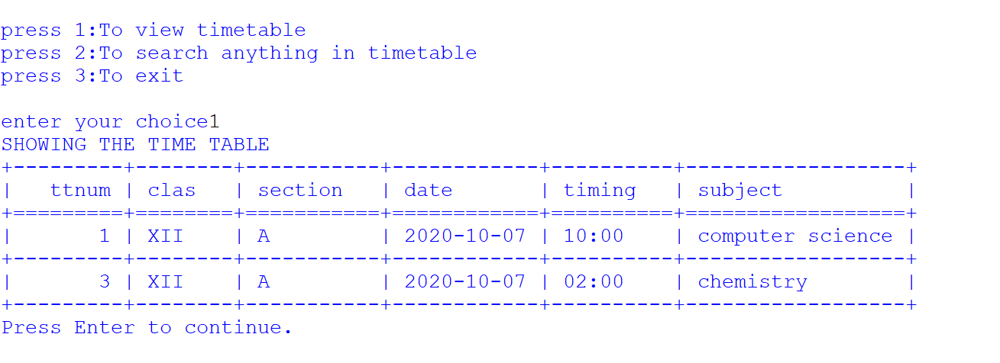 press 1:To view timetable
press 2:To search anything in timetable
press 3:To exit
enter your choice1
SHOWING THE TIME TABLE
+---------+--------+-----------+------------+----------+------------------+
|   ttnum | clas   | section   | date       | timing   | subject          |
+=========+========+===========+============+==========+==================+
|       1 | XII    | A         | 2020-10-07 | 10:00    | computer science |
+---------+--------+-----------+------------+----------+------------------+
|       3 | XII    | A         | 2020-10-07 | 02:00    | chemistry        |
+---------+--------+-----------+------------+----------+------------------+
Press Enter to continue.